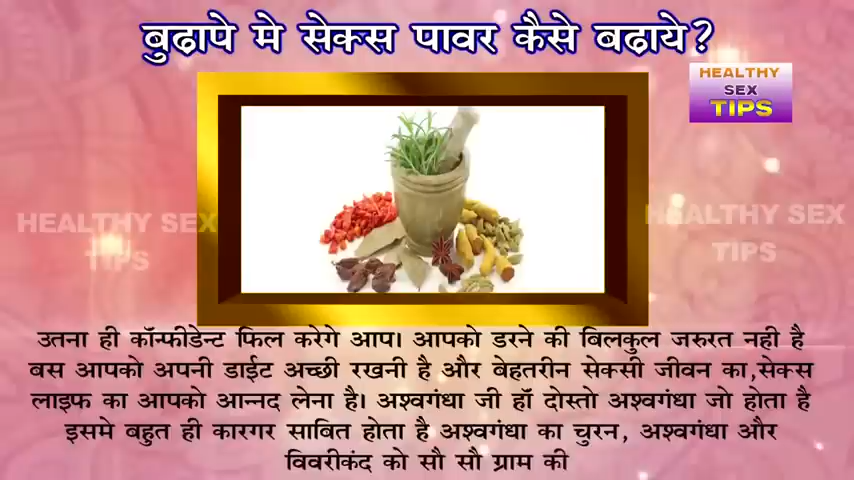 बुढापे मे सेक्स पावर कैसे बढाये?
HEALTHY
SEX
TIPS
HEALTHY SEX
TIPS
HEALTHY SEX
TIPS
उतना ही कॉन्फीडेन्ट फिल करेगे आप। आपको डरने की बिलकुल जरुरत नही है
बस आपको अपनी डाईट अच्छी रखनी है और बेहतरीन सेक्सी जीवन का,सेक्स
लाइफ का आपको आन्नद लेना है। अश्वगंधा जी हॉं दोस्तो अश्वगंधा जो होता है
इसमे बहुत ही कारगर साबित होता है अश्वगंधा का चुरन, अश्वगंधा और
विवरीकंद को सौ सौ ग्राम की